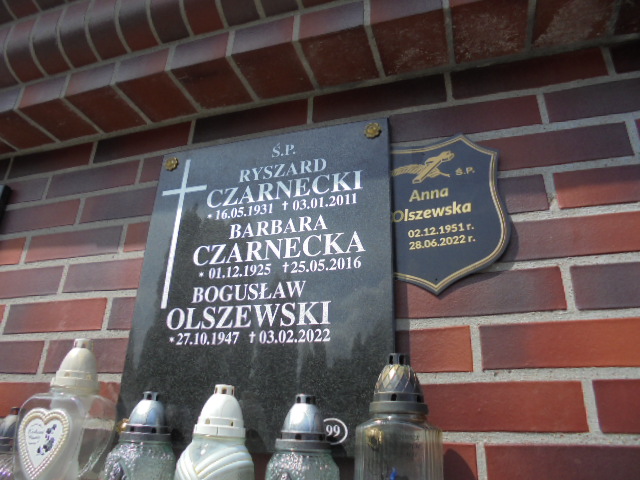 Ś.P.
RYSZARD
CZARNECKI
* 16.05.1931 † 03.01.2011
BARBARA
CZARNECKA
* 01.12.1925 † 25.05.2016
BOGUSŁAW
OLSZEWSKI
* 27.10.1947 † 03.02.2022
99
Ś.P.
Anna
Olszewska
02.12.1951 r.
28.06.2022 r.